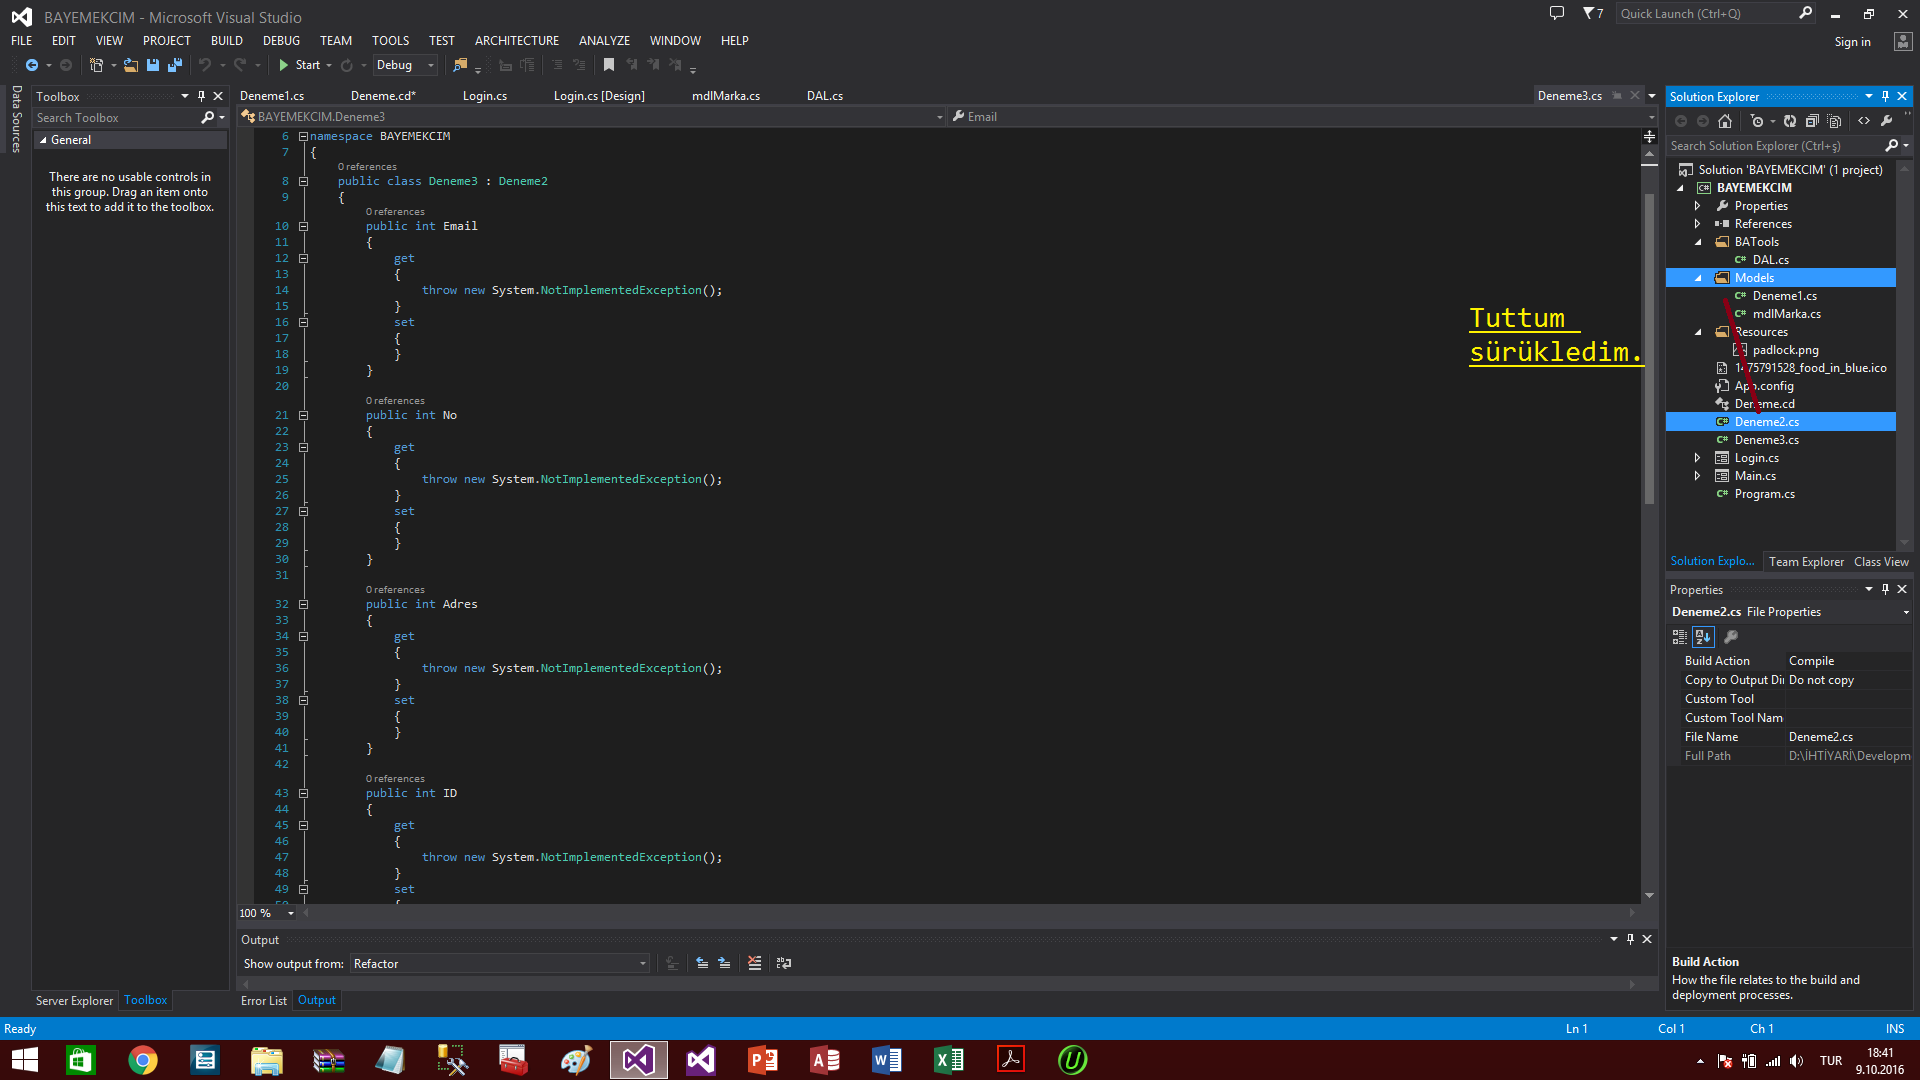 BAYEMEKCIM - Microsoft Visual Studio
7
Quick Launch (Ctrl+Q)
FILE EDIT VIEW PROJECT BUILD DEBUG TEAM TOOLS TEST ARCHITECTURE ANALYZE WINDOW HELP
Sign in
Start
Debug
Data Sources
Toolbox
Search Toolbox
General
There are no usable controls in
this group. Drag an item onto
this text to add it to the toolbox.
Server Explorer Toolbox
Deneme1.cs Deneme.cd* Login.cs Login.cs [Design] mdlMarka.cs DAL.cs Deneme3.cs
BAYEMEKCIM.Deneme3 Email
6 namespace BAYEMEKCIM
7 {
0 references
8 public class Deneme3 : Deneme2
9 {
0 references
10 public int Email
11 {
12 get
13 {
14 throw new System.NotImplementedException();
15 }
16 set
17 {
18 }
19 }
20
0 references
21 public int No
22 {
23 get
24 {
25 throw new System.NotImplementedException();
26 }
27 set
28 {
29 }
30 }
31
0 references
32 public int Adres
33 {
34 get
35 {
36 throw new System.NotImplementedException();
37 }
38 set
39 {
40 }
41 }
42
0 references
43 public int ID
44 {
45 get
46 {
47 throw new System.NotImplementedException();
48 }
49 set
{
Tuttum
sürükledim.
100 %
Output
Show output from: Refactor
Error List Output
Solution Explorer
Search Solution Explorer (Ctrl+ş)
Solution 'BAYEMEKCIM' (1 project)
C# BAYEMEKCIM
Properties
References
BATools
C# DAL.cs
Models
C# Deneme1.cs
C# mdlMarka.cs
Resources
padlock.png
1475791528_food_in_blue.ico
App.config
Deneme.cd
C# Deneme2.cs
C# Deneme3.cs
Login.cs
Main.cs
C# Program.cs
Solution Explo... Team Explorer Class View
Properties
Deneme2.cs File Properties
Build Action Compile
Copy to Output Di Do not copy
Custom Tool
Custom Tool Nam
File Name Deneme2.cs
Full Path D:\İHTİYARİ\Developm
Build Action
How the file relates to the build and
deployment processes.
Ready
Ln 1 Col 1 Ch 1 INS
TUR
18:41
9.10.2016